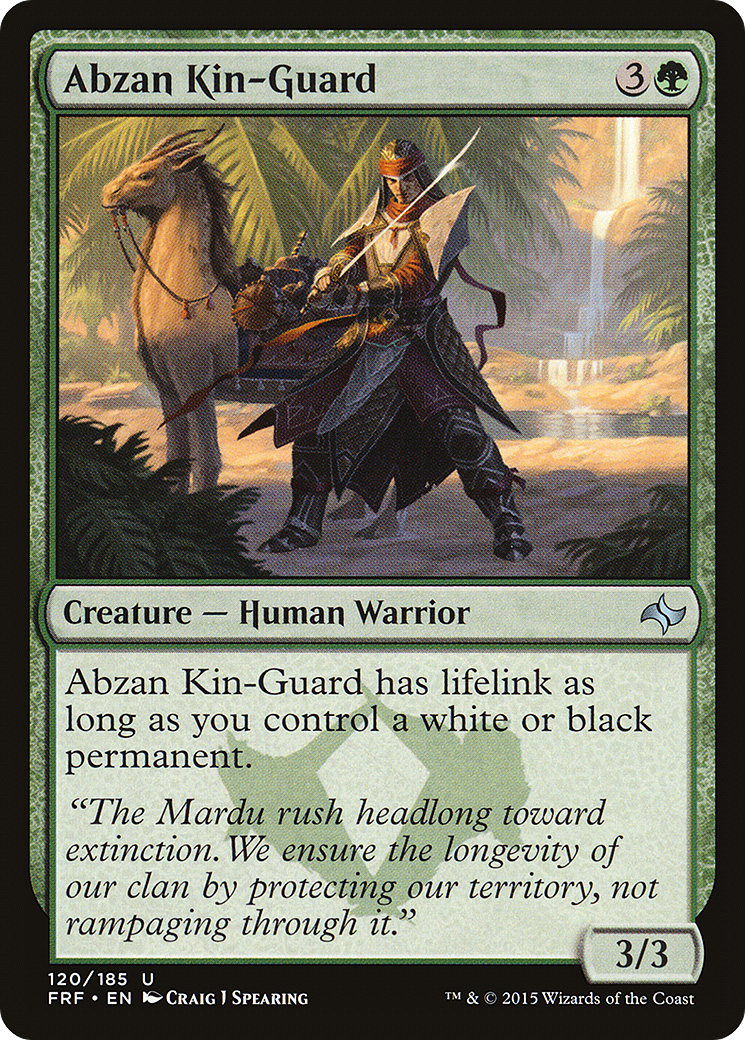 Abzan Kin-Guard 3
Creature — Human Warrior
Abzan Kin-Guard has lifelink as
long as you control a white or black
permanent.
“The Mardu rush headlong toward
extinction. We ensure the longevity of
our clan by protecting our territory, not
rampaging through it.”
3/3
120/185 U
FRF • EN Craig J Spearing
™ & © 2015 Wizards of the Coast